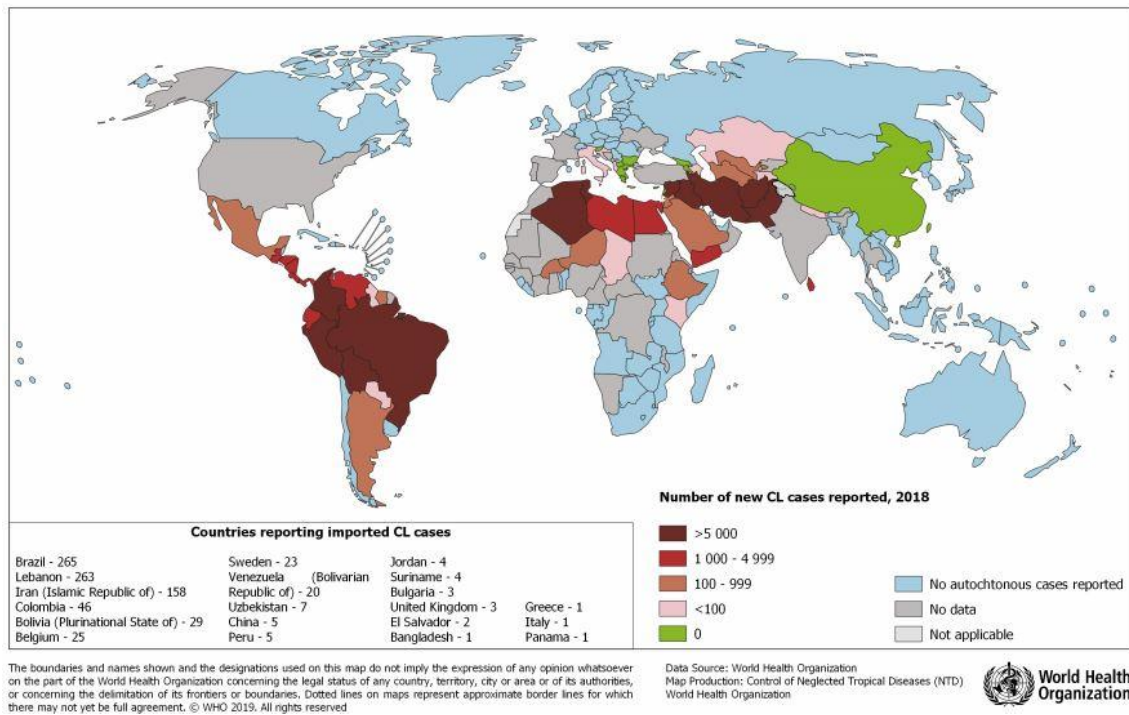 Number of new CL cases reported, 2018
>5 000
1 000 - 4 999
100 - 999
<100
0
No autochtonous cases reported
No data
Not applicable
Countries reporting imported CL cases
Brazil - 265
Lebanon - 263
Iran (Islamic Republic of) - 158
Colombia - 46
Bolivia (Plurinational State of) - 29
Belgium - 25
Sweden - 23
Venezuela (Bolivarian
Republic of) - 20
Uzbekistan - 7
China - 5
Peru - 5
Jordan - 4
Suriname - 4
Bulgaria - 3
United Kingdom - 3
El Salvador - 2
Bangladesh - 1
Greece - 1
Italy - 1
Panama - 1
The boundaries and names shown and the designations used on this map do not imply the expression of any opinion whatsoever
on the part of the World Health Organization concerning the legal status of any country, territory, city or area or of its authorities,
or concerning the delimitation of its frontiers or boundaries. Dotted lines on maps represent approximate border lines for which
there may not yet be full agreement. © WHO 2019. All rights reserved
Data Source: World Health Organization
Map Production: Control of Neglected Tropical Diseases (NTD)
World Health Organization
World Health
Organization